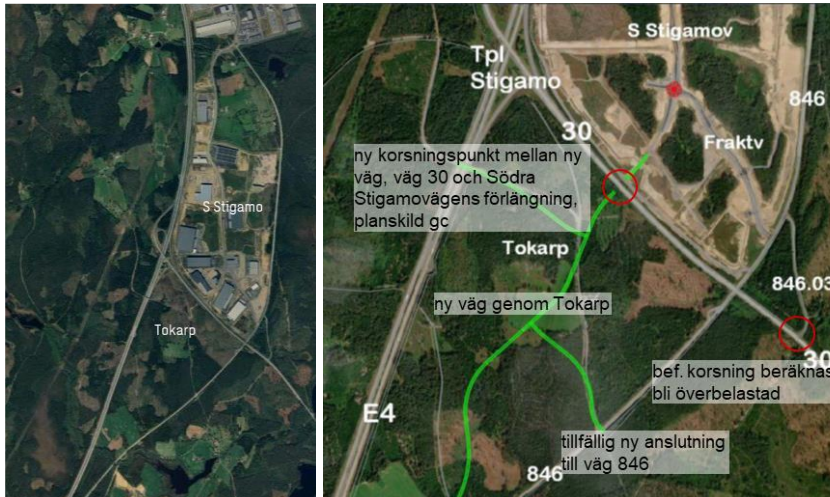 S Stigamo
Tokarp
S Stigamov
Tpl
Stigamo
846
30
Fraktv
ny korsningspunkt mellan ny
väg, väg 30 och Södra
Stigamovägens förlängning,
planskild gc
Tokarp
846.03
ny väg genom Tokarp
30
bef. korsning beräknas
bli överbelastad
E4
tillfällig ny anslutning
till väg 846
846